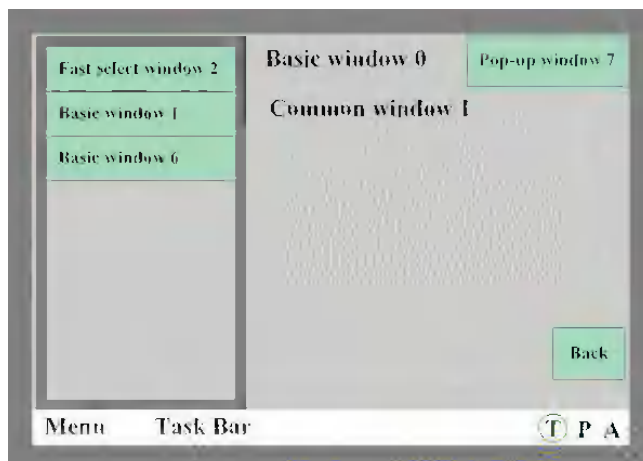 Fast select window 2
Basic window 1
Basic window 6
Basic window 0
Pop-up window 7
Common window 1
Back
Menu
Task Bar
T P A